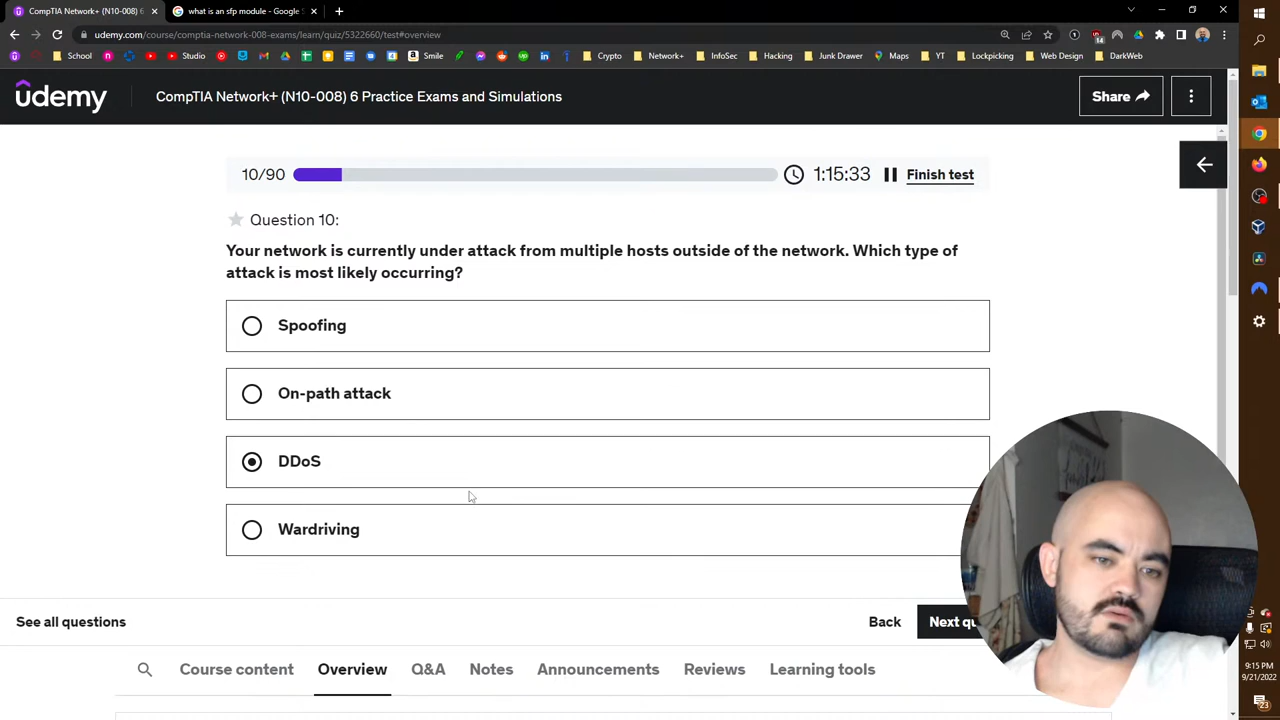 CompTIA Network+ (N10-008) 6
what is an sfp module - Google
udemy.com/course/comptia-network-008-exams/learn/quiz/5322660/test#overview
School
Studio
Smile
Crypto
Network+
InfoSec
Hacking
Junk Drawer
Maps
YT
Lockpicking
Web Design
DarkWeb
udemy
CompTIA Network+ (N10-008) 6 Practice Exams and Simulations
Share
10/90
1:15:33
Finish test
Question 10:
Your network is currently under attack from multiple hosts outside of the network. Which type of
attack is most likely occurring?
Spoofing
On-path attack
DDoS
Wardriving
See all questions
Back
Next qu
Course content
Overview
Q&A
Notes
Announcements
Reviews
Learning tools
9:15 PM
9/21/2022
23